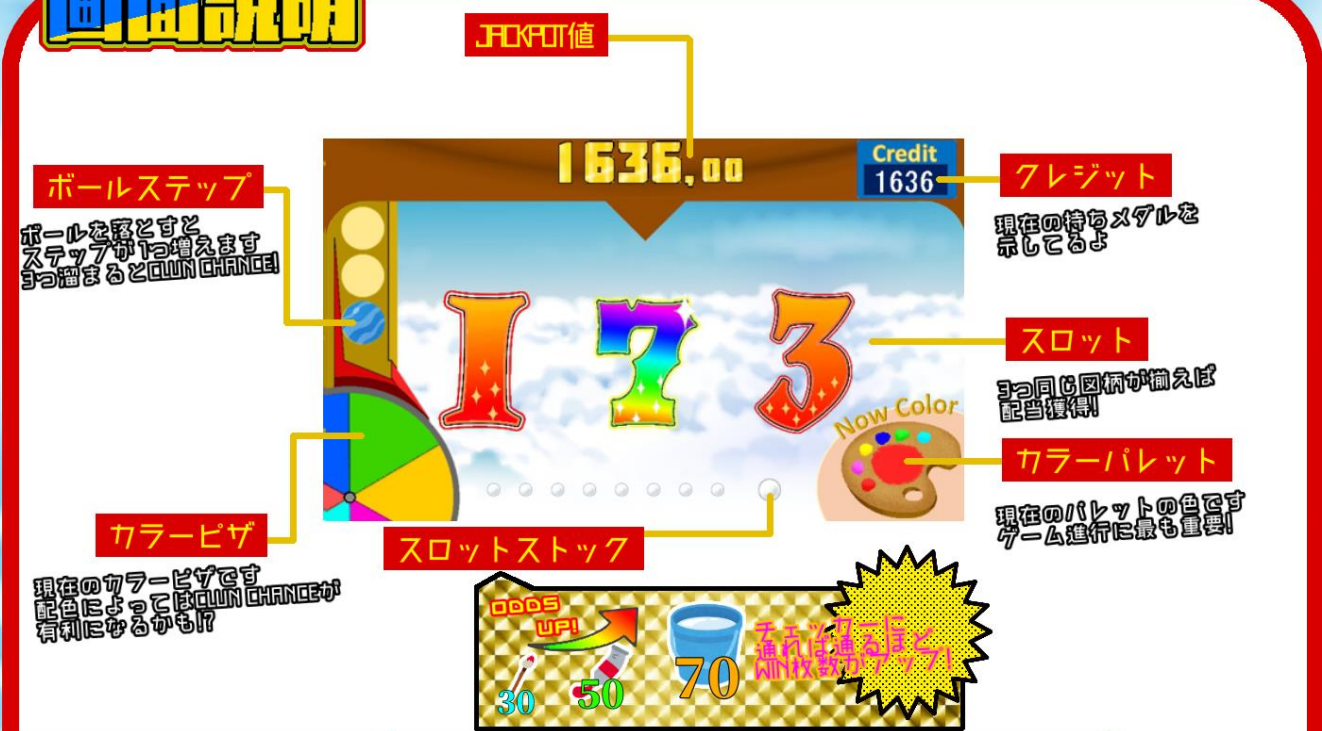 画面説明
JACKPOT値
1636,00
Credit
1636
ボールステップ
ボールを落とすと
ステップが1つ増えます
3つ溜まるとCLWN CHANCE!
クレジット
現在の持ちメダルを
示してるよ
1 7 3
スロット
3つ同じ図柄が揃えば
配当獲得!
Now Color
カラーパレット
現在のパレットの色です
ゲーム進行に最も重要!
カラーピザ
現在のカラーピザです
配色によってはCLWN CHANCEが
有利になるかも!?
スロットストック
ODDS
UP!
30
50
70
チェッカーに
通れば通るほど
WIN枚数がアップ!